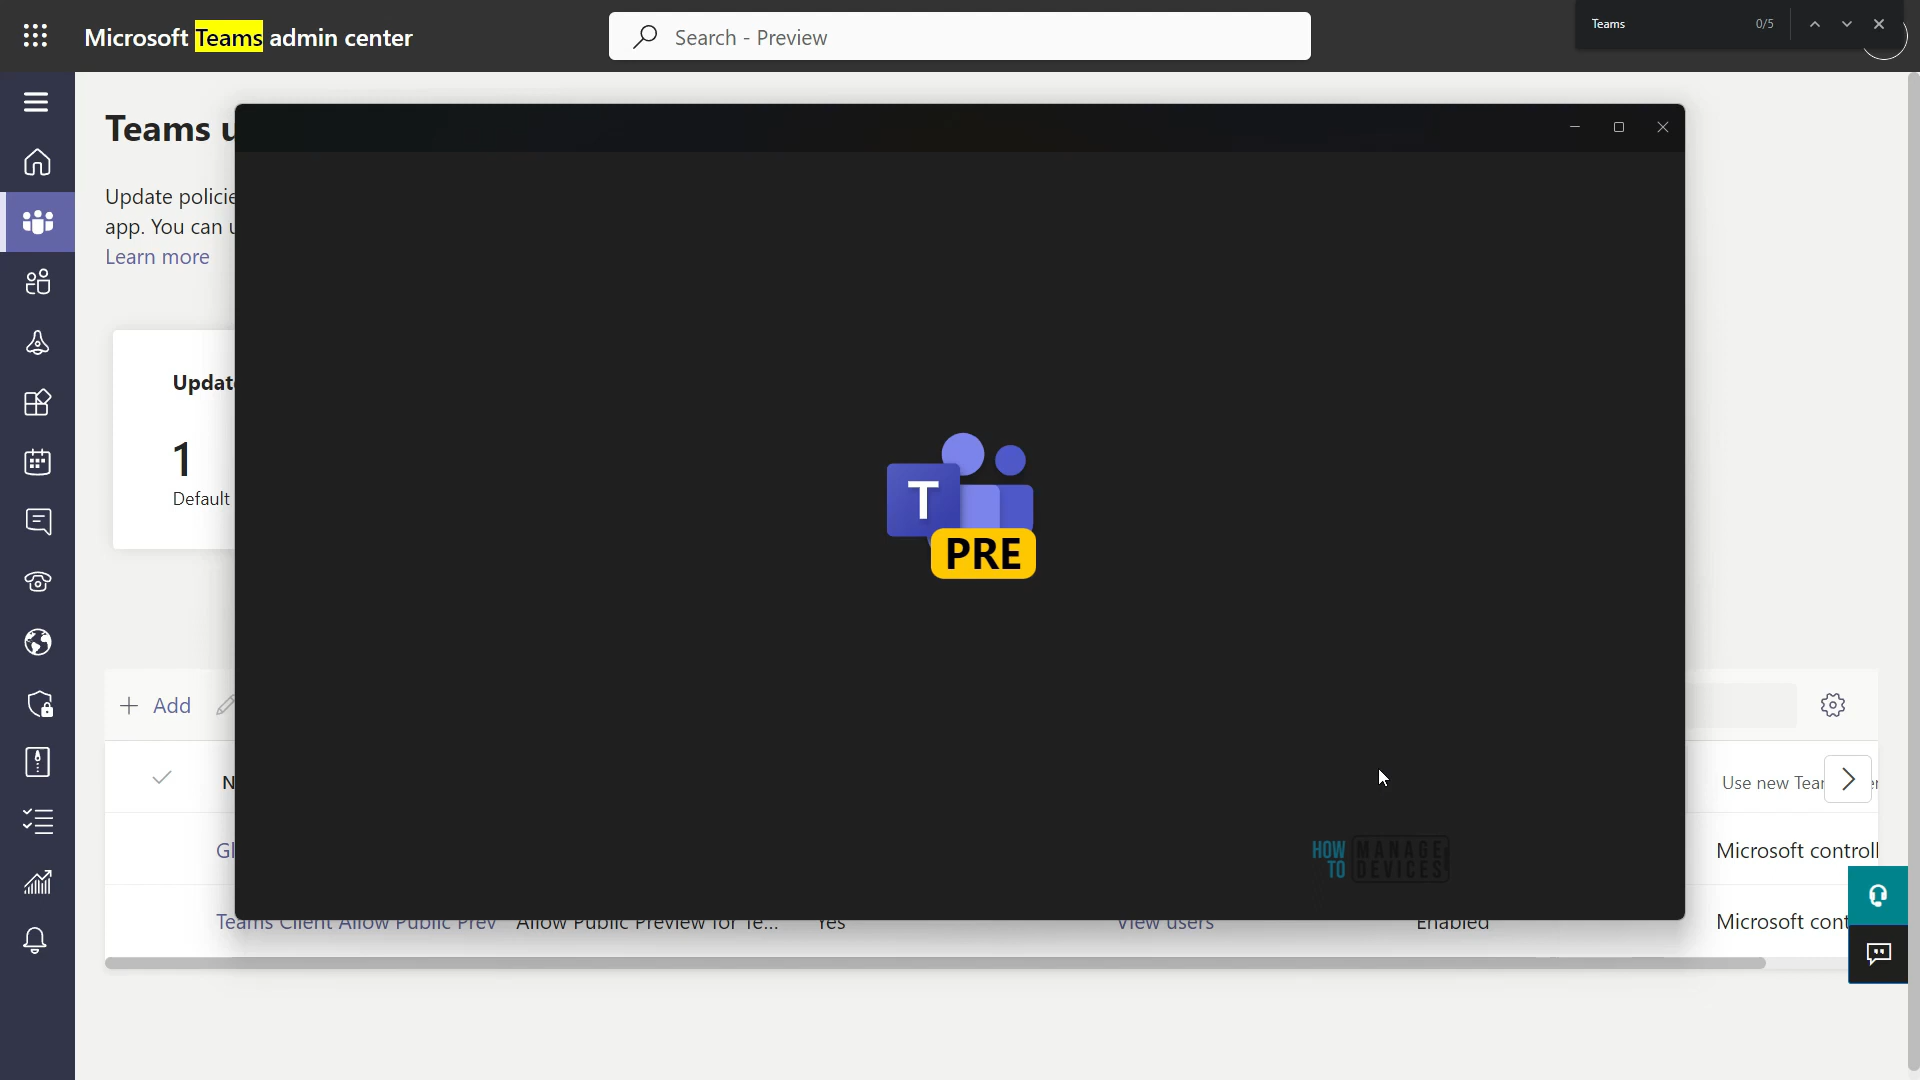 Microsoft Teams admin center
Search - Preview
Teams
0/5
Teams u
Update policie
app. You can u
Learn more
Update
1
Default
T
PRE
Add
N
Use new Tea
Gl
Microsoft controll
HOW TO MANAGE DEVICES
Teams Client Allow Public Prev Allow Public Preview for Te... Yes View users Enabled Microsoft cont